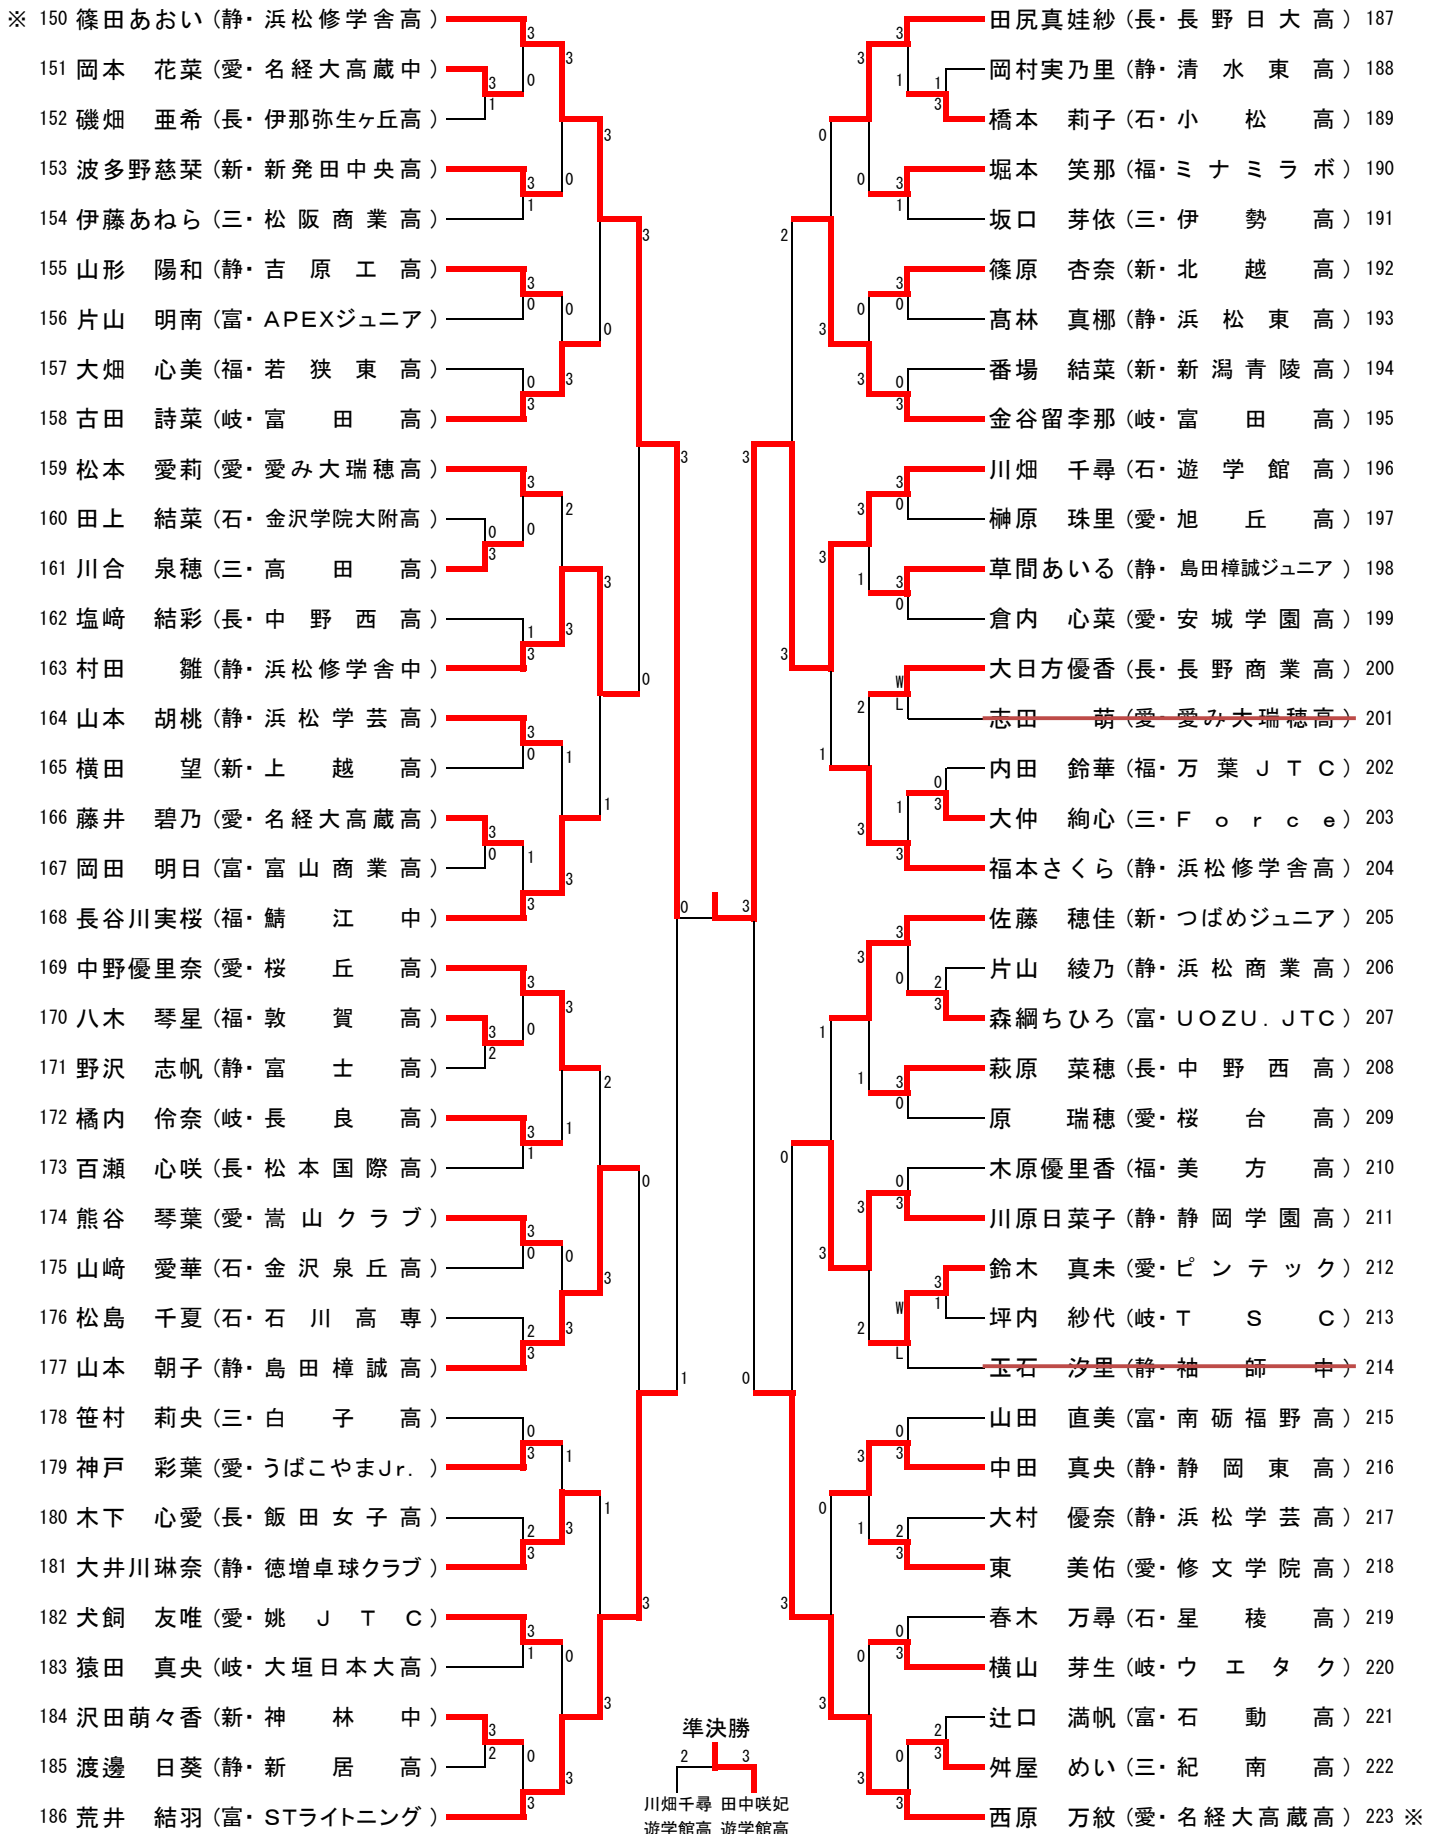 ※ 150 篠田あおい (静・浜松修学舎高)
151 岡本 花菜 (愛・名経大高蔵中)
152 磯畑 亜希 (長・伊那弥生ヶ丘高)
153 波多野慈栞 (新・新発田中央高)
154 伊藤あねら (三・松阪商業高)
155 山形 陽和 (静・吉原工高)
156 片山 明南 (富・APEXジュニア)
157 大畑 心美 (福・若狭東高)
158 古田 詩菜 (岐・富田高)
159 松本 愛莉 (愛・愛み大瑞穂高)
160 田上 結菜 (石・金沢学院大附高)
161 川合 泉穂 (三・高田高)
162 塩﨑 結彩 (長・中野西高)
163 村田 雛 (静・浜松修学舎中)
164 山本 胡桃 (静・浜松学芸高)
165 横田 望 (新・上越高)
166 藤井 碧乃 (愛・名経大高蔵高)
167 岡田 明日 (富・富山商業高)
168 長谷川実桜 (福・鯖江中)
169 中野優里奈 (愛・桜丘高)
170 八木 琴星 (福・敦賀高)
171 野沢 志帆 (静・富士高)
172 橘内 伶奈 (岐・長良高)
173 百瀬 心咲 (長・松本国際高)
174 熊谷 琴葉 (愛・嵩山クラブ)
175 山﨑 愛華 (石・金沢泉丘高)
176 松島 千夏 (石・石川高専)
177 山本 朝子 (静・島田樟誠高)
178 笹村 莉央 (三・白子高)
179 神戸 彩葉 (愛・うばこやまJr.)
180 木下 心愛 (長・飯田女子高)
181 大井川琳奈 (静・徳増卓球クラブ)
182 犬飼 友唯 (愛・姚JTC)
183 猿田 真央 (岐・大垣日本大高)
184 沢田萌々香 (新・神林中)
185 渡邊 日葵 (静・新居高)
186 荒井 結羽 (富・STライトニング)
田尻真娃紗 (長・長野日大高) 187
岡村実乃里 (静・清水東高) 188
橋本 莉子 (石・小松高) 189
堀本 笑那 (福・ミナミラボ) 190
坂口 芽依 (三・伊勢高) 191
篠原 杏奈 (新・北越高) 192
髙林 真梛 (静・浜松東高) 193
番場 結菜 (新・新潟青陵高) 194
金谷留李那 (岐・富田高) 195
川畑 千尋 (石・遊学館高) 196
榊原 珠里 (愛・旭丘高) 197
草間あいる (静・島田樟誠ジュニア) 198
倉内 心菜 (愛・安城学園高) 199
大日方優香 (長・長野商業高) 200
志田 萌 (愛・愛み大瑞穂高) 201
内田 鈴華 (福・万葉JTC) 202
大仲 絢心 (三・Force) 203
福本さくら (静・浜松修学舎高) 204
佐藤 穂佳 (新・つばめジュニア) 205
片山 綾乃 (静・浜松商業高) 206
森綱ちひろ (富・UOZU.JTC) 207
萩原 菜穂 (長・中野西高) 208
原 瑞穂 (愛・桜台高) 209
木原優里香 (福・美方高) 210
川原日菜子 (静・静岡学園高) 211
鈴木 真未 (愛・ピンテック) 212
坪内 紗代 (岐・TSC) 213
玉石 汐里 (静・袖師中) 214
山田 直美 (富・南砺福野高) 215
中田 真央 (静・静岡東高) 216
大村 優奈 (静・浜松学芸高) 217
東 美佑 (愛・修文学院高) 218
春木 万尋 (石・星稜高) 219
横山 芽生 (岐・ウエタク) 220
辻口 満帆 (富・石動高) 221
舛屋 めい (三・紀南高) 222
西原 万紋 (愛・名経大高蔵高) 223 ※
準決勝
2 3
川畑千尋 田中咲妃
遊学館高 遊学館高